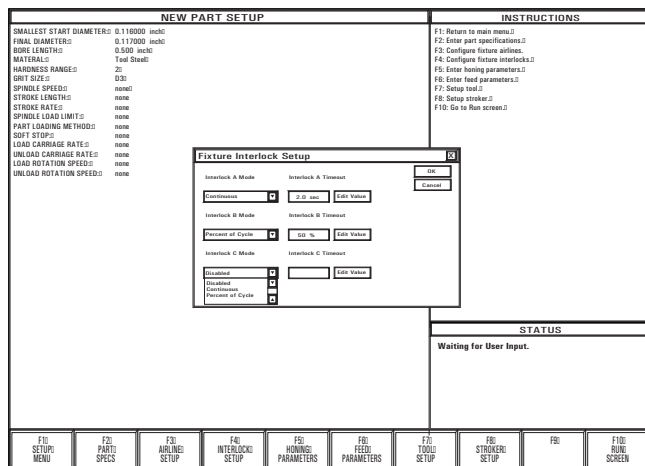 NEW PART SETUP
SMALLEST START DIAMETER: 0.116000 inch
FINAL DIAMETER: 0.117000 inch
BORE LENGTH: 0.500 inch
MATERAL: Tool Steel
HARDNESS RANGE: 2
GRIT SIZE: D3
SPINDLE SPEED: none
STROKE LENGTH: none
STROKE RATE: none
SPINDLE LOAD LIMIT: none
PART LOADING METHOD: none
SOFT STOP: none
LOAD CARRIAGE RATE: none
UNLOAD CARRIAGE RATE: none
LOAD ROTATION SPEED: none
UNLOAD ROTATION SPEED: none
INSTRUCTIONS
F1: Return to main menu.
F2: Enter part specifications.
F3: Configure fixture airlines.
F4: Configure fixture interlocks.
F5: Enter honing parameters.
F6: Enter feed parameters.
F7: Setup tool.
F8: Setup stroker.
F10: Go to Run screen.
Fixture Interlock Setup X
OK
Cancel
Interlock A Mode Interlock A Timeout
Continuous 2.0 sec Edit Value
Interlock B Mode Interlock B Timeout
Percent of Cycle 50 % Edit Value
Interlock C Mode Interlock C Timeout
Disabled Edit Value
Disabled
Continuous
Percent of Cycle
STATUS
Waiting for User Input.
F1 F2 F3 F4 F5 F6 F7 F8 F9 F10
SETUP PART AIRLINE INTERLOCK HONING FEED TOOL STROKER RUN
MENU SPECS SETUP SETUP PARAMETERS PARAMETERS SETUP SETUP SCREEN